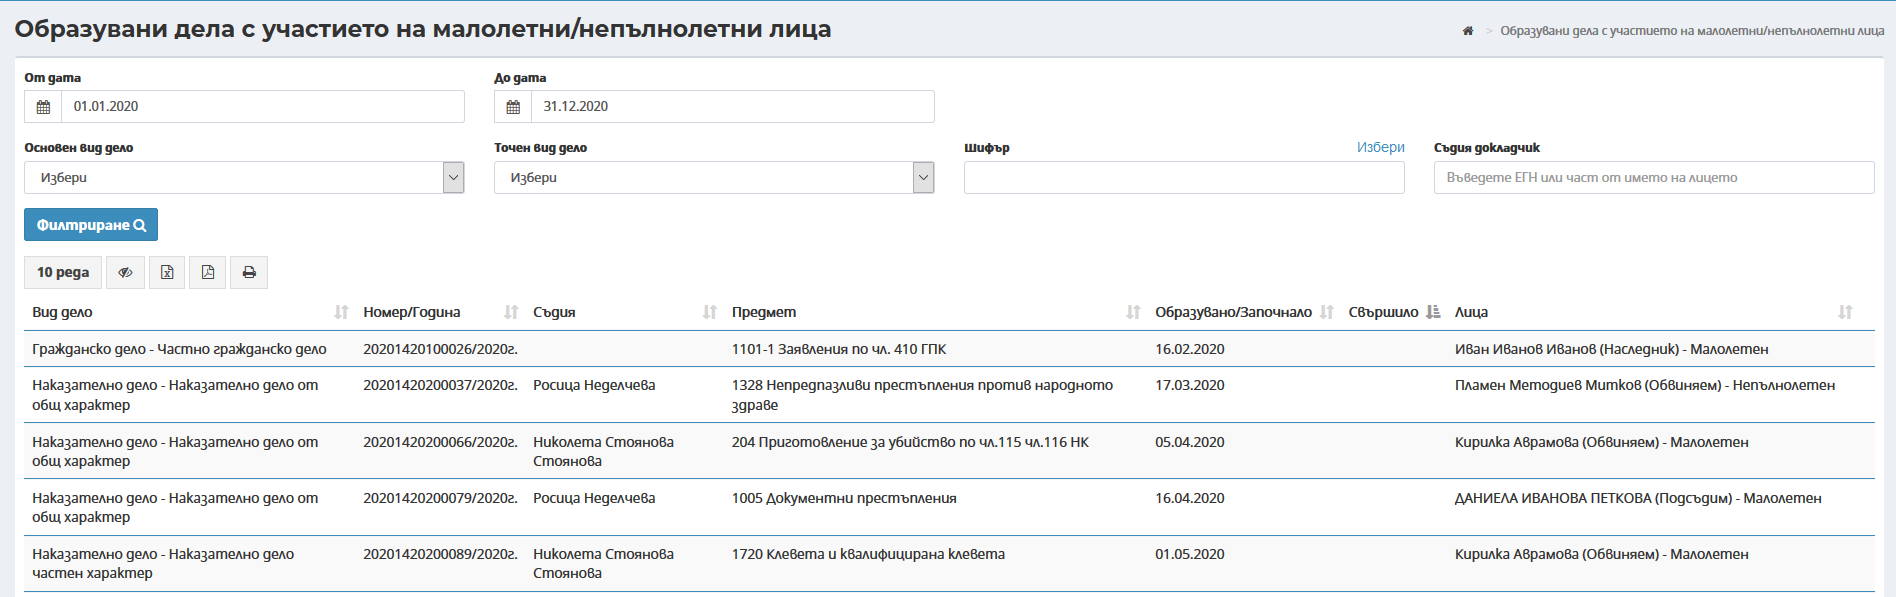 Образувани дела с участието на малолетни/непълнолетни лица
> Образувани дела с участието на малолетни/непълнолетни лица
От дата До дата
01.01.2020 31.12.2020
Основен вид дело Точен вид дело Шифър Избери Съдия докладчик
Избери Избери Въведете ЕГН или част от името на лицето
Филтриране
10 реда
Вид дело Номер/Година Съдия Предмет Образувано/Започнало Свършило Лица
Гражданско дело - Частно гражданско дело 20201420100026/2020г. 1101-1 Заявления по чл. 410 ГПК 16.02.2020 Иван Иванов Иванов (Наследник) - Малолетен
Наказателно дело - Наказателно дело от 20201420200037/2020г. Росица Неделчева 1328 Непредпазливи престъпления против народното 17.03.2020 Пламен Методиев Митков (Обвиняем) - Непълнолетен
общ характер здраве
Наказателно дело - Наказателно дело от 20201420200066/2020г. Николета Стоянова 204 Приготовление за убийство по чл.115 чл.116 НК 05.04.2020 Кирилка Аврамова (Обвиняем) - Малолетен
общ характер Стоянова
Наказателно дело - Наказателно дело от 20201420200079/2020г. Росица Неделчева 1005 Документни престъпления 16.04.2020 ДАНИЕЛА ИВАНОВА ПЕТКОВА (Подсъдим) - Малолетен
общ характер
Наказателно дело - Наказателно дело 20201420200089/2020г. Николета Стоянова 1720 Клевета и квалифицирана клевета 01.05.2020 Кирилка Аврамова (Обвиняем) - Малолетен
частен характер Стоянова